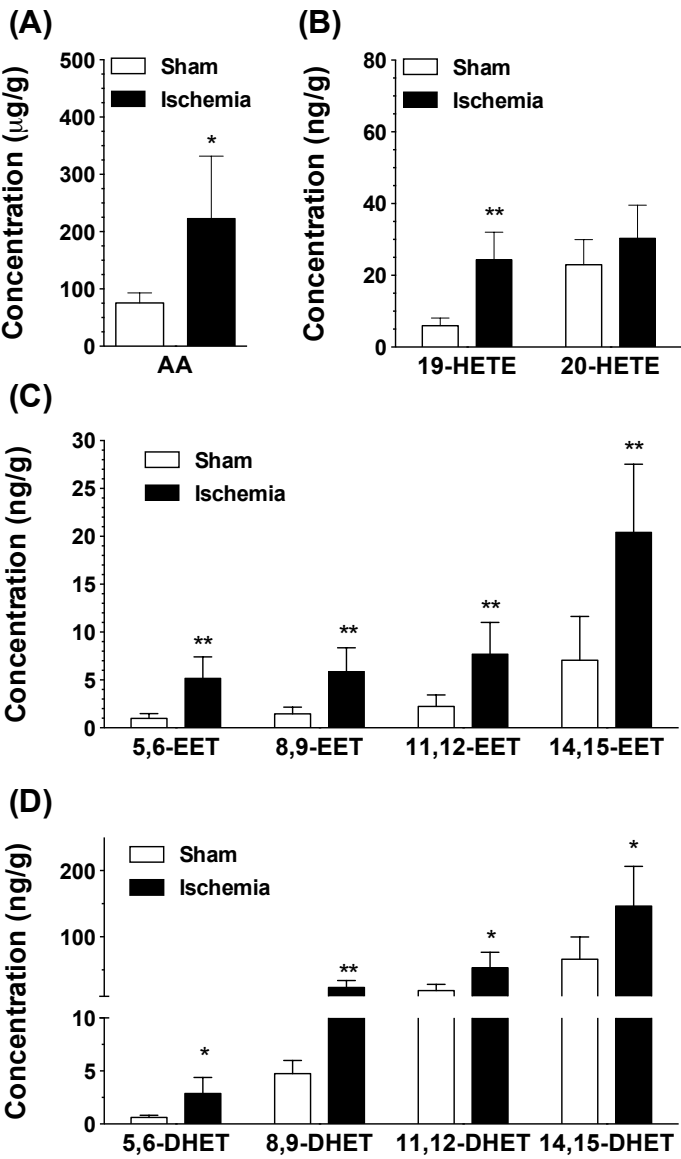 (A)
Concentration (µg/g)
500
400
300
200
100
0
Sham
Ischemia
*
AA
(B)
Concentration (ng/g)
80
60
40
20
0
Sham
Ischemia
**
19-HETE 20-HETE
(C)
Concentration (ng/g)
30
25
20
15
10
5
0
Sham
Ischemia
** ** ** **
5,6-EET 8,9-EET 11,12-EET 14,15-EET
(D)
Concentration (ng/g)
200
100
10
5
0
Sham
Ischemia
* ** * *
5,6-DHET 8,9-DHET 11,12-DHET 14,15-DHET